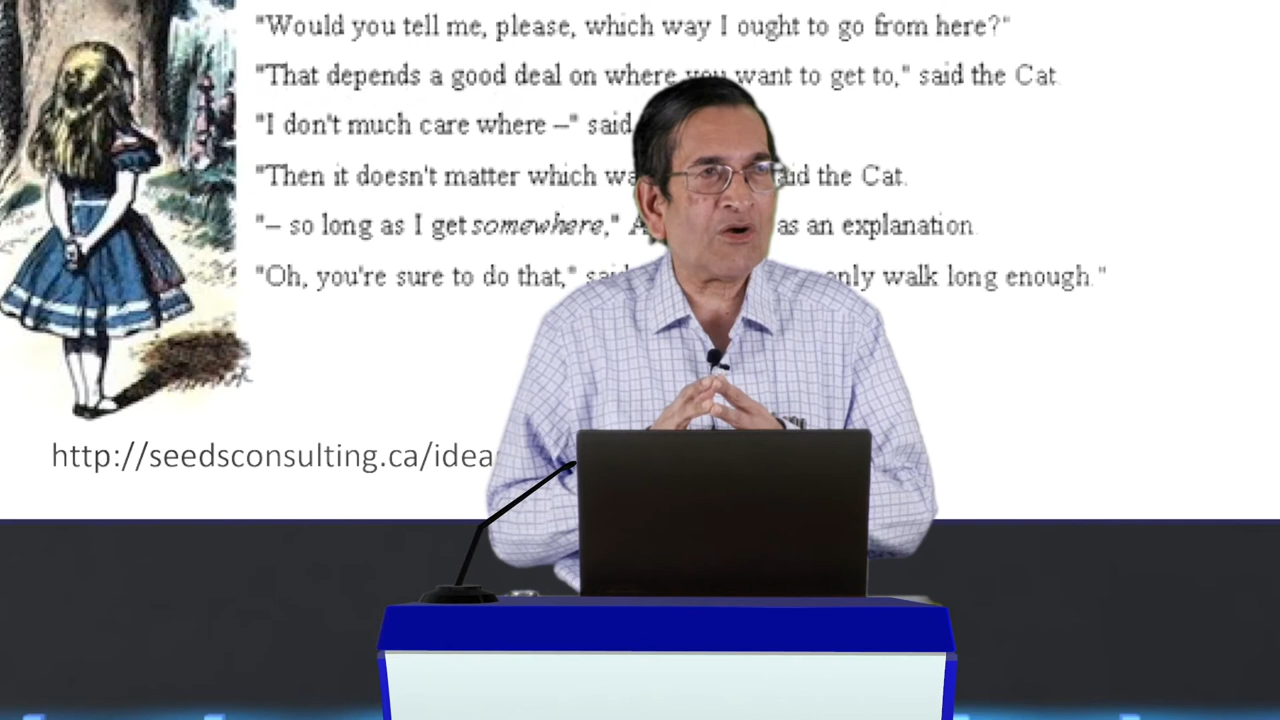 "Would you tell me, please, which way I ought to go from here?"
"That depends a good deal on where you want to get to," said the Cat.
"I don't much care where –" said
"Then it doesn't matter which said the Cat.
"– so long as I get somewhere," as an explanation.
"Oh, you're sure to do that," only walk long enough."
http://seedsconsulting.ca/idea